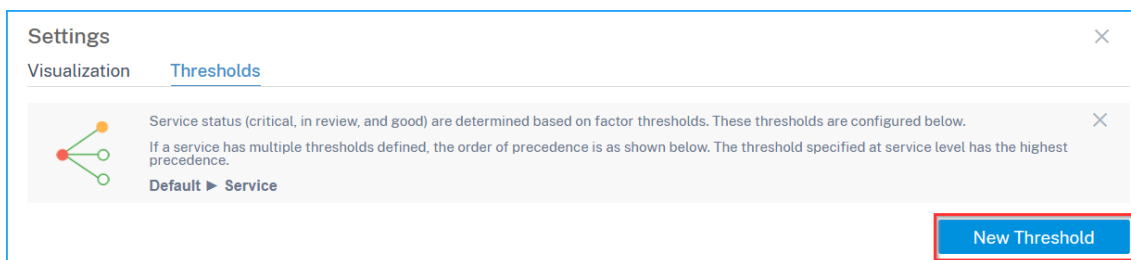 Settings
Visualization Thresholds
Service status (critical, in review, and good) are determined based on factor thresholds. These thresholds are configured below.
If a service has multiple thresholds defined, the order of precedence is as shown below. The threshold specified at service level has the highest
precedence.
Default ► Service
New Threshold